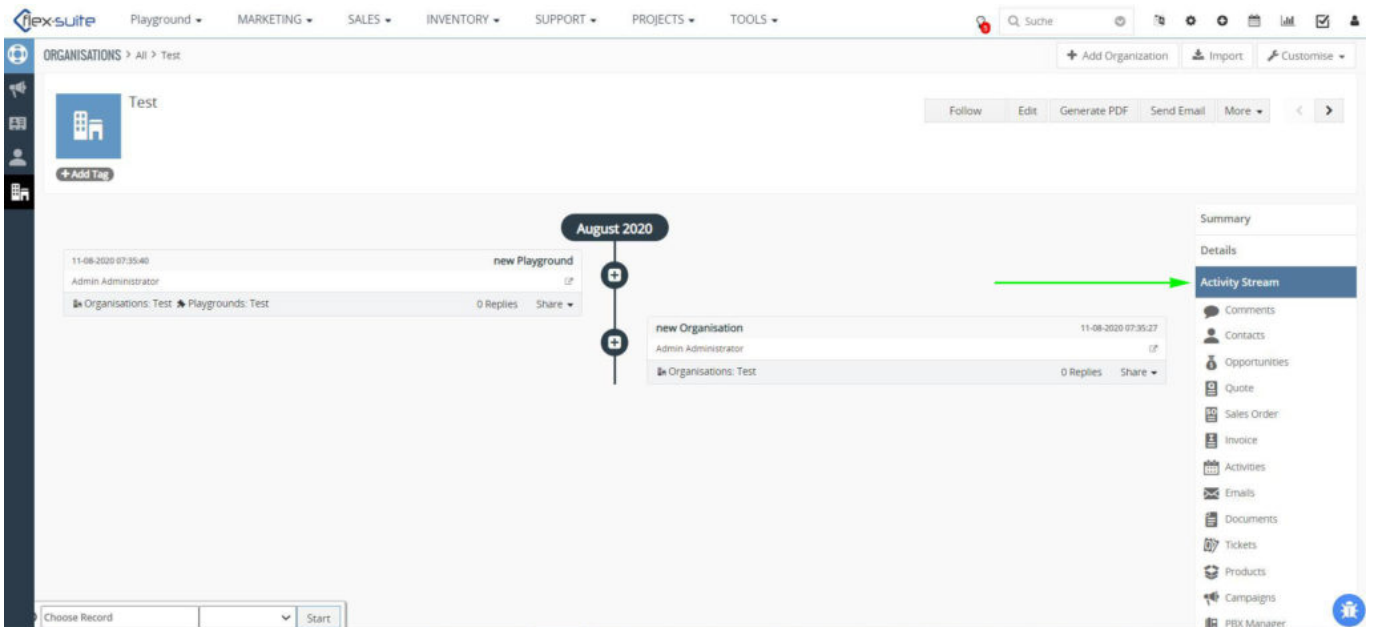 flex-suite Playground MARKETING SALES INVENTORY SUPPORT PROJECTS TOOLS Suche
ORGANISATIONS > All > Test + Add Organization Import Customise
Test
Follow Edit Generate PDF Send Email More
+ Add Tag
August 2020
11-08-2020 07:35:40 new Playground
Admin Administrator
Organisations: Test Playgrounds: Test 0 Replies Share
new Organisation 11-08-2020 07:35:27
Admin Administrator
Organisations: Test 0 Replies Share
Summary
Details
Activity Stream
Comments
Contacts
Opportunities
Quote
Sales Order
Invoice
Activities
Emails
Documents
Tickets
Products
Campaigns
PBX Manager
Choose Record Start